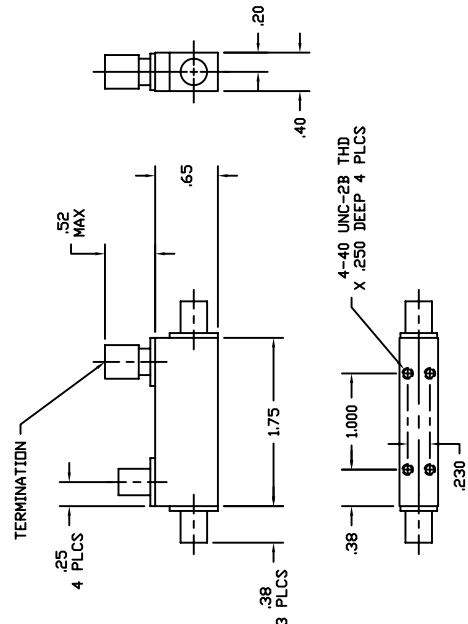 .20
.40
.52
MAX
.65
TERMINATION
4-40 UNC-2B THD
X .250 DEEP 4 PLCS
.25
4 PLCS
1.75
1.000
.38
3 PLCS
.38
.230